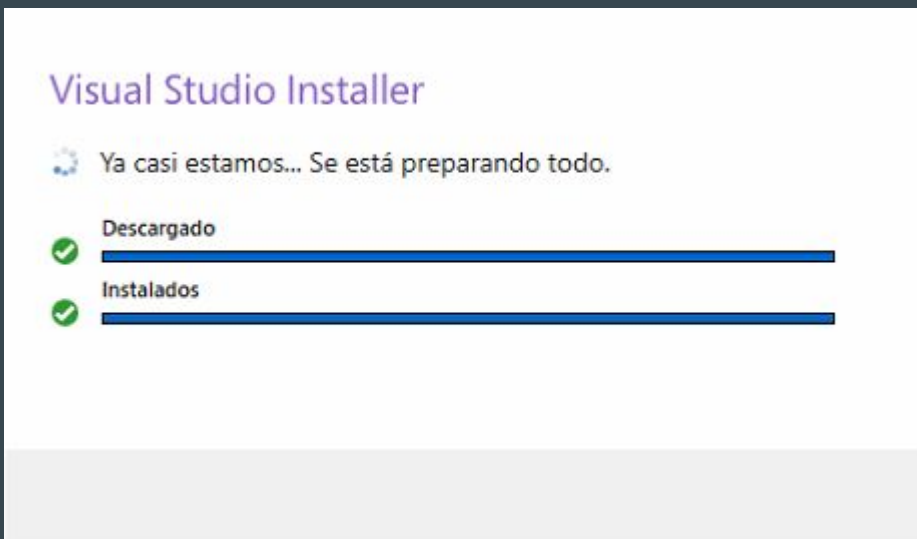 Visual Studio Installer
Ya casi estamos... Se está preparando todo.
Descargado
Instalados